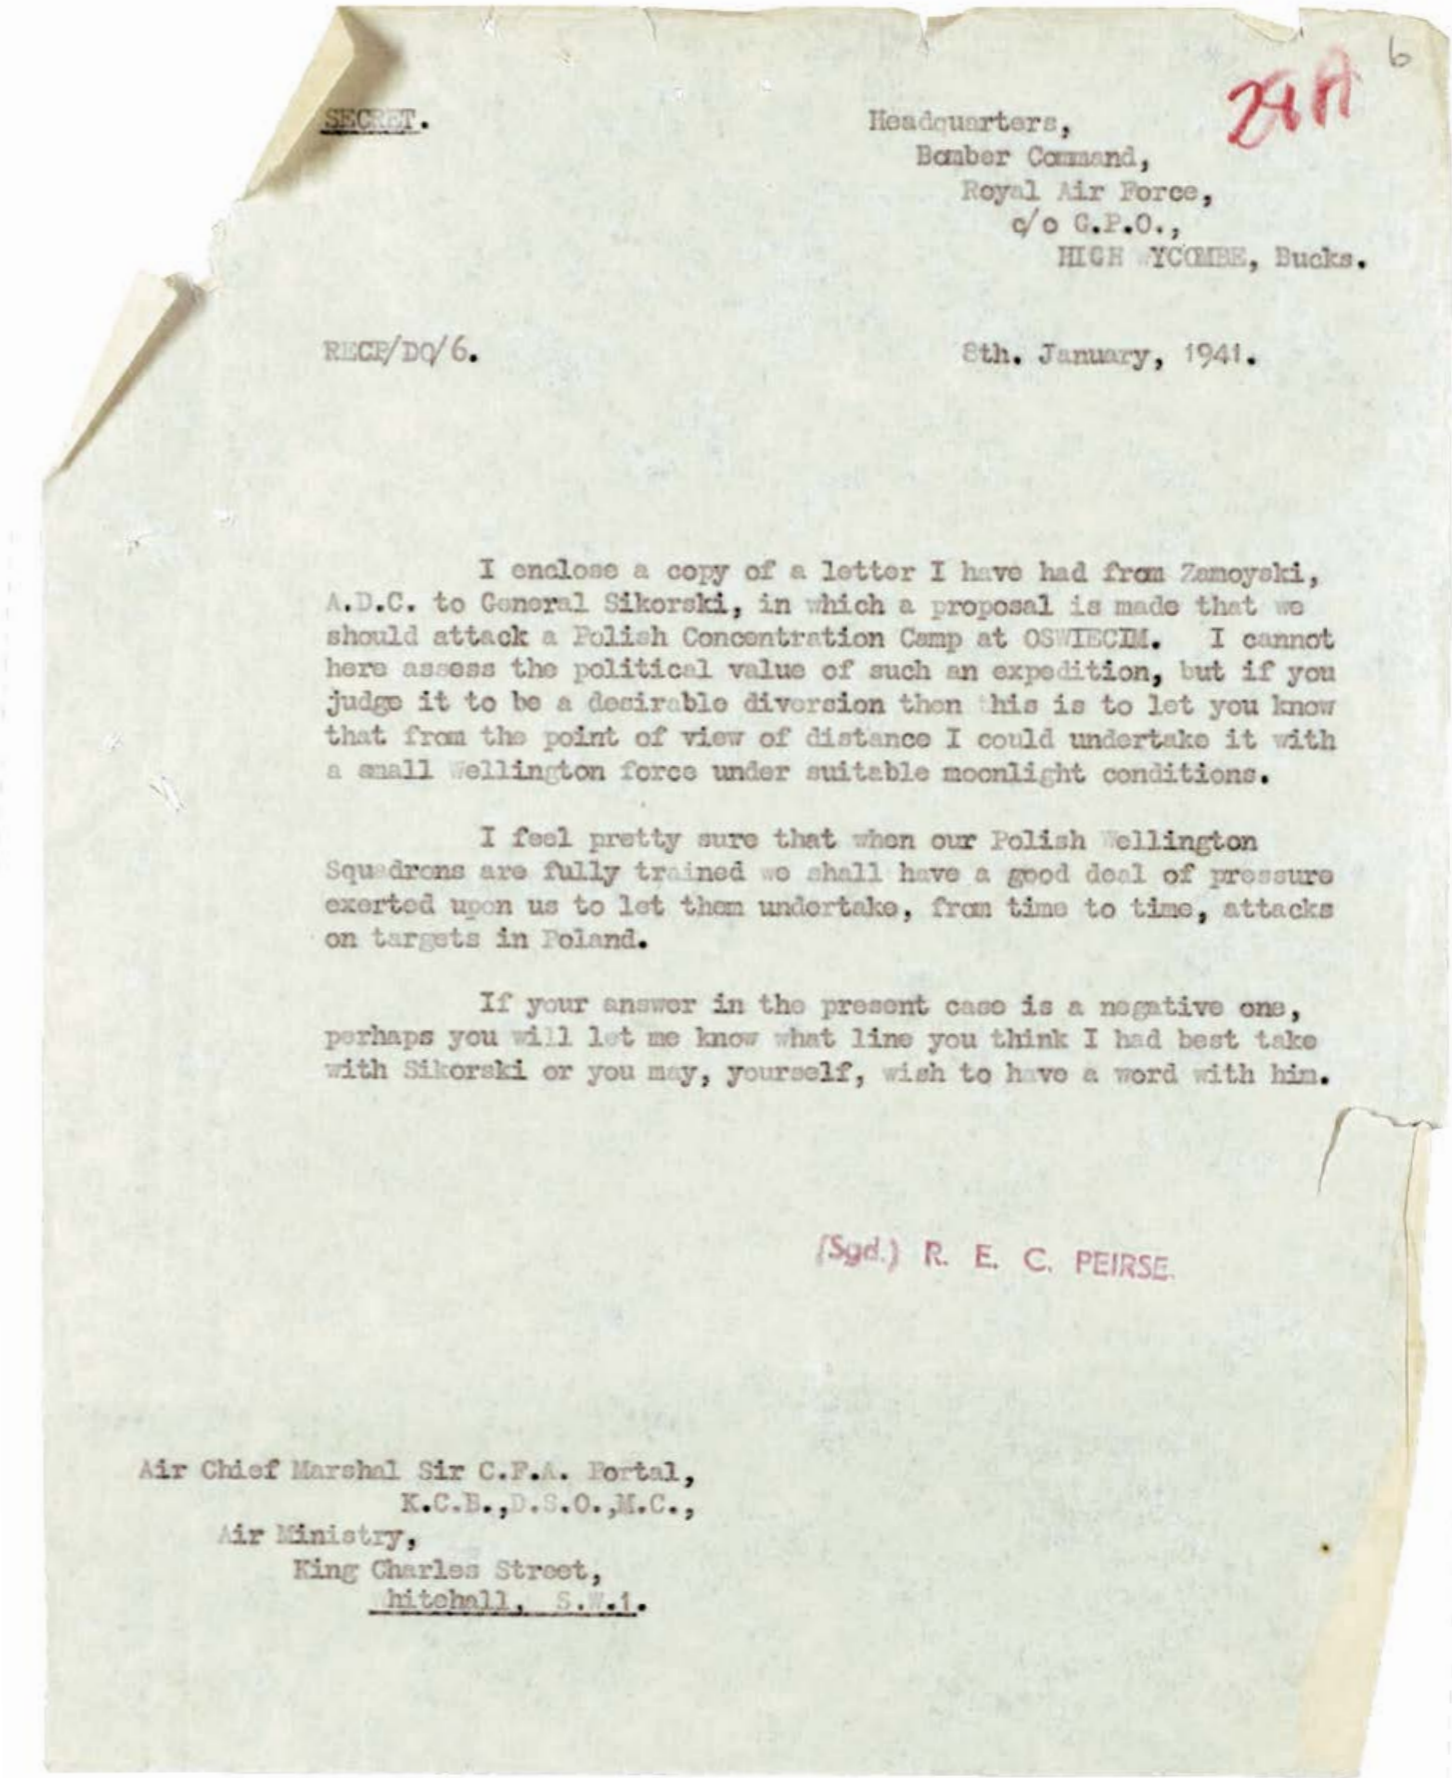 6
28A
SECRET.
Headquarters,
Bomber Command,
Royal Air Force,
c/o G.P.O.,
HIGH WYCOMBE, Bucks.
RECP/DO/6.
8th. January, 1941.
I enclose a copy of a letter I have had from Zamoyski,
A.D.C. to General Sikorski, in which a proposal is made that we
should attack a Polish Concentration Camp at OSWIECIM. I cannot
here assess the political value of such an expedition, but if you
judge it to be a desirable diversion then this is to let you know
that from the point of view of distance I could undertake it with
a small Wellington force under suitable moonlight conditions.
I feel pretty sure that when our Polish Wellington
Squadrons are fully trained we shall have a good deal of pressure
exerted upon us to let them undertake, from time to time, attacks
on targets in Poland.
If your answer in the present case is a negative one,
perhaps you will let me know what line you think I had best take
with Sikorski or you may, yourself, wish to have a word with him.
(Sgd.) R. E. C. PEIRSE.
Air Chief Marshal Sir C.F.A. Portal,
K.C.B.,D.S.O.,M.C.,
Air Ministry,
King Charles Street,
Whitehall, S.W.1.